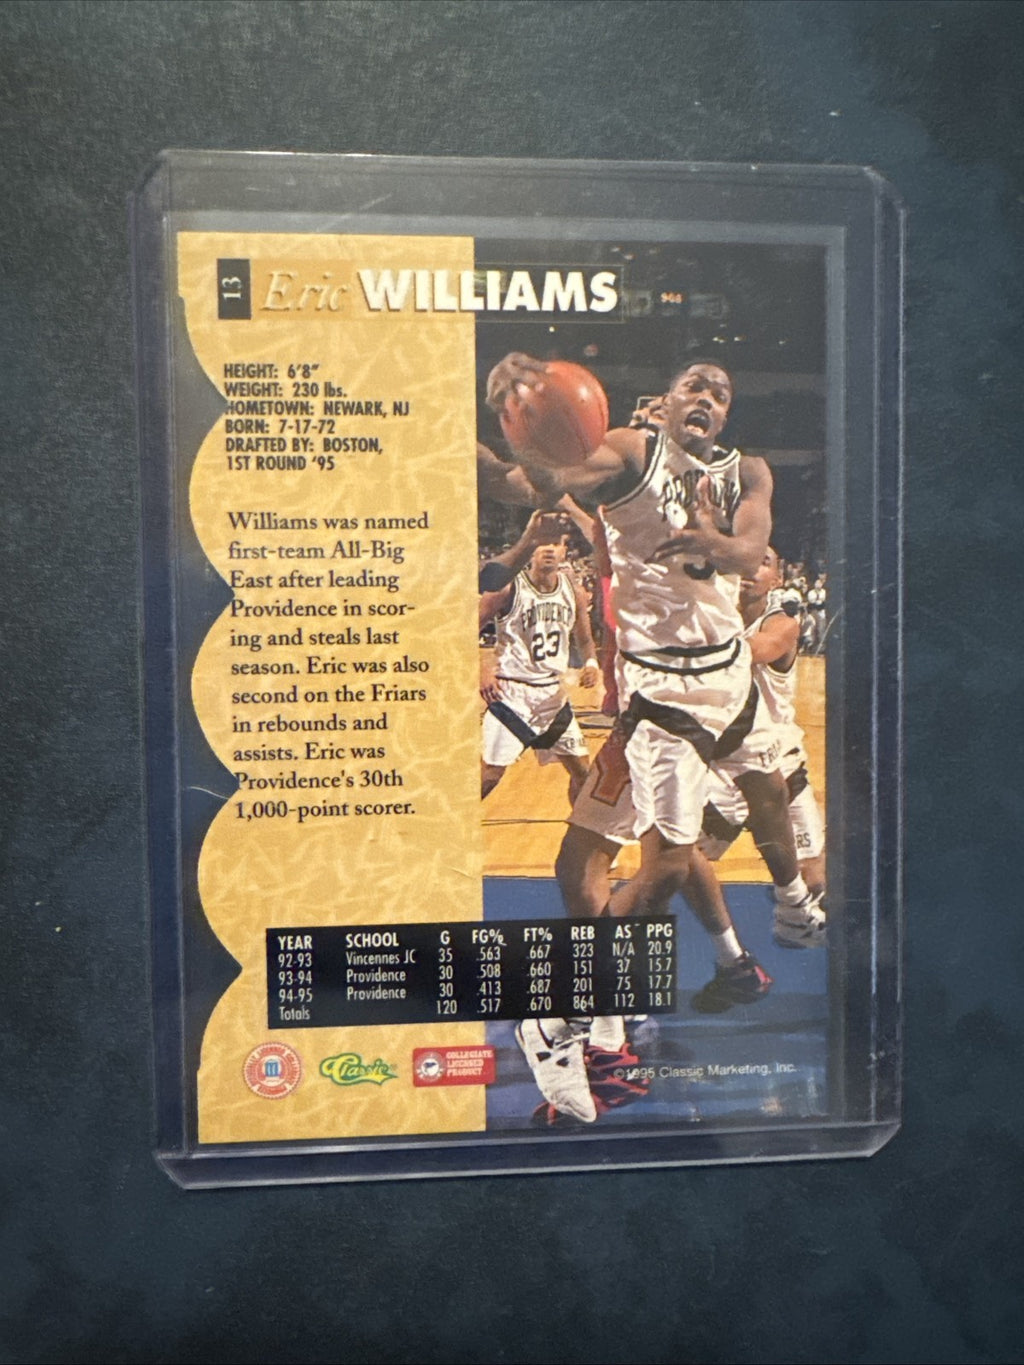 13 Eric WILLIAMS
HEIGHT: 6'8"
WEIGHT: 230 lbs.
HOMETOWN: NEWARK, NJ
BORN: 7-17-72
DRAFTED BY: BOSTON,
1ST ROUND '95
Williams was named
first-team All-Big
East after leading
Providence in scor-
ing and steals last
season. Eric was also
second on the Friars
in rebounds and
assists. Eric was
Providence's 30th
1,000-point scorer.
PROVIDENCE
23
YEAR SCHOOL G FG% FT% REB AS PPG
92-93 Vincennes JC 35 .563 .667 323 N/A 20.9
93-94 Providence 30 .508 .660 151 37 15.7
94-95 Providence 30 .413 .687 201 75 17.7
Totals 120 .517 .670 864 112 18.1
Classic
COLLEGIATE
LICENSED
PRODUCT
©1995 Classic Marketing, Inc.